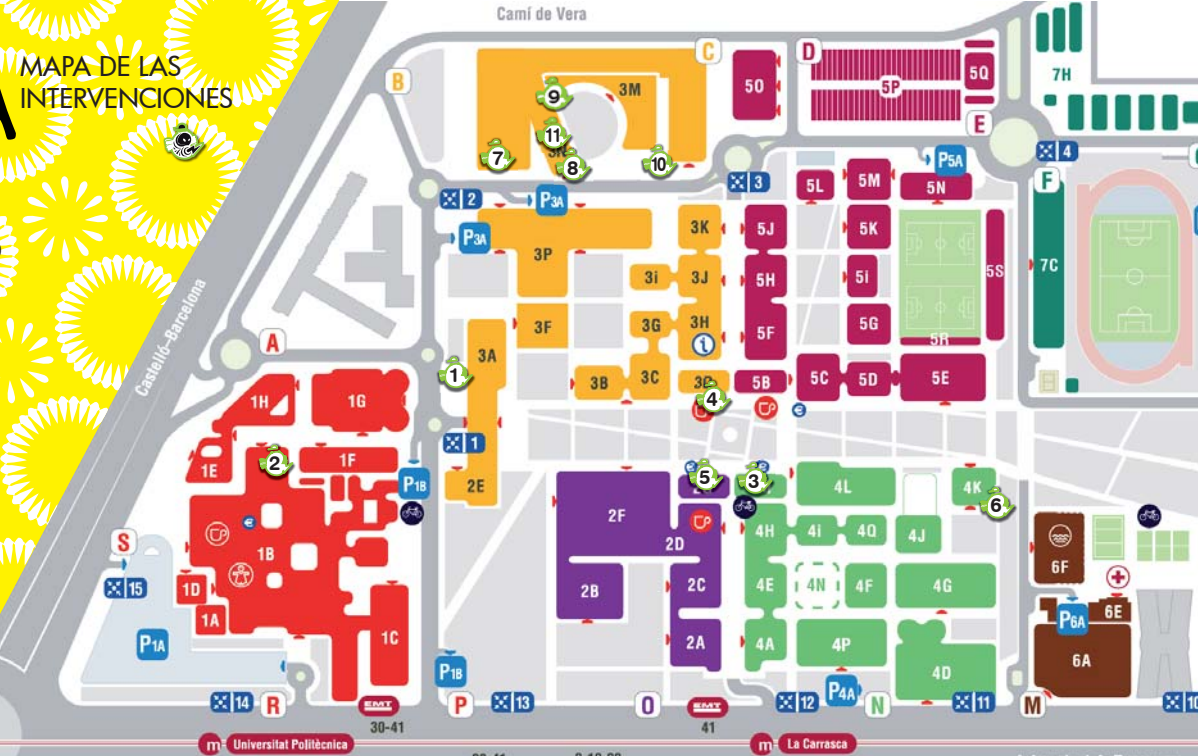 Camí de Vera
MAPA DE LAS
INTERVENCIONES
A
B
C
D
E
7H
5O
5P
5Q
3M
9
11
7
8
10
P3A
2
3
P5A
4
F
5L
5M
5N
P3A
3P
3K
5J
5K
5S
7C
3i
3J
5H
5i
3F
3G
3H
5F
5G
5R
i
Castelló-Barcelona
A
3A
1
3B
3C
4
5B
5C
5D
5E
€
1H
1G
1
1E
2
1F
P1B
2E
5
3
4L
4K
6
2F
2D
4H
4i
4Q
4J
6F
€
1B
S
15
1D
1A
1C
2B
2C
4E
4N
4F
4G
P1A
2A
4A
4P
4D
P6A
6E
6A
P1B
P4A
14
R
EMT
30-41
P
13
O
EMT
41
12
N
11
M
10
m Universitat Politècnica
m La Carrasca